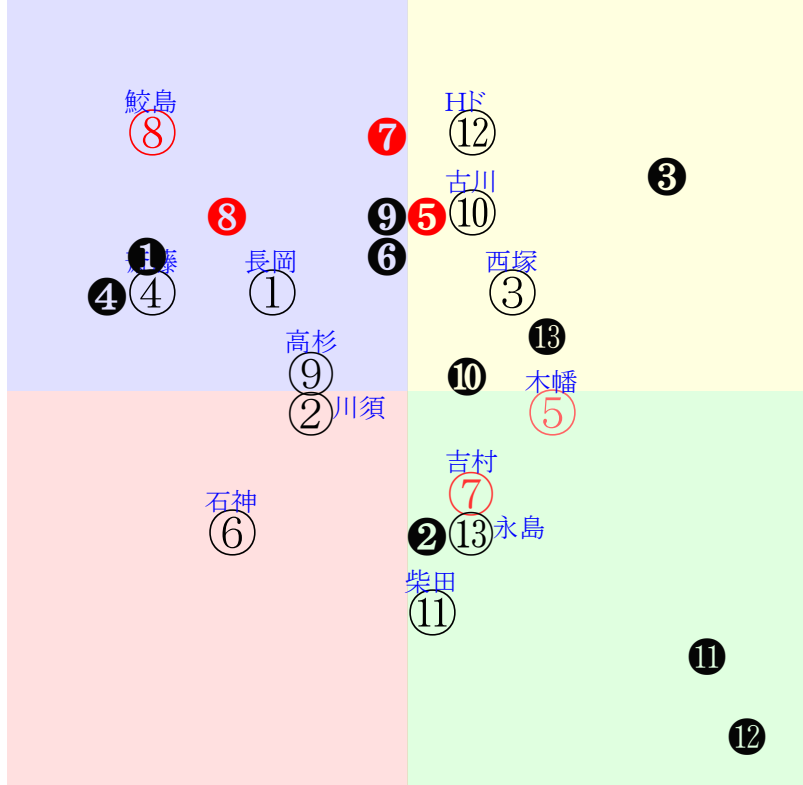 鮫島 Hド
⑧ ❼ ⑫
❸
古川
❽ ❾ ❺ ⑩
❶ 斎藤 長岡 ❻ 西塚
❹ ④ ① ③
高杉 ⓭
⑨ ❿ 木幡
② 川須 ⑤
吉村
石神 ⑦
⑥ ❷ ⑬ 永島
柴田
⑪
⓫
⓬